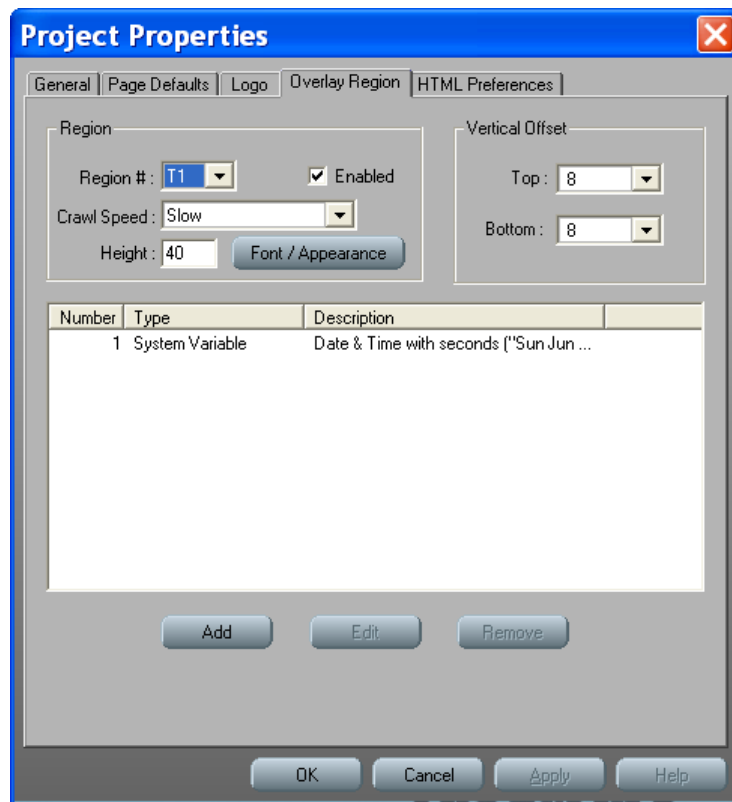 Project Properties
General Page Defaults Logo Overlay Region HTML Preferences
Region
Region # : T1 Enabled
Crawl Speed : Slow
Height : 40 Font / Appearance
Vertical Offset
Top : 8
Bottom : 8
Number Type Description
1 System Variable Date & Time with seconds ("Sun Jun ...
Add Edit Remove
OK Cancel Apply Help